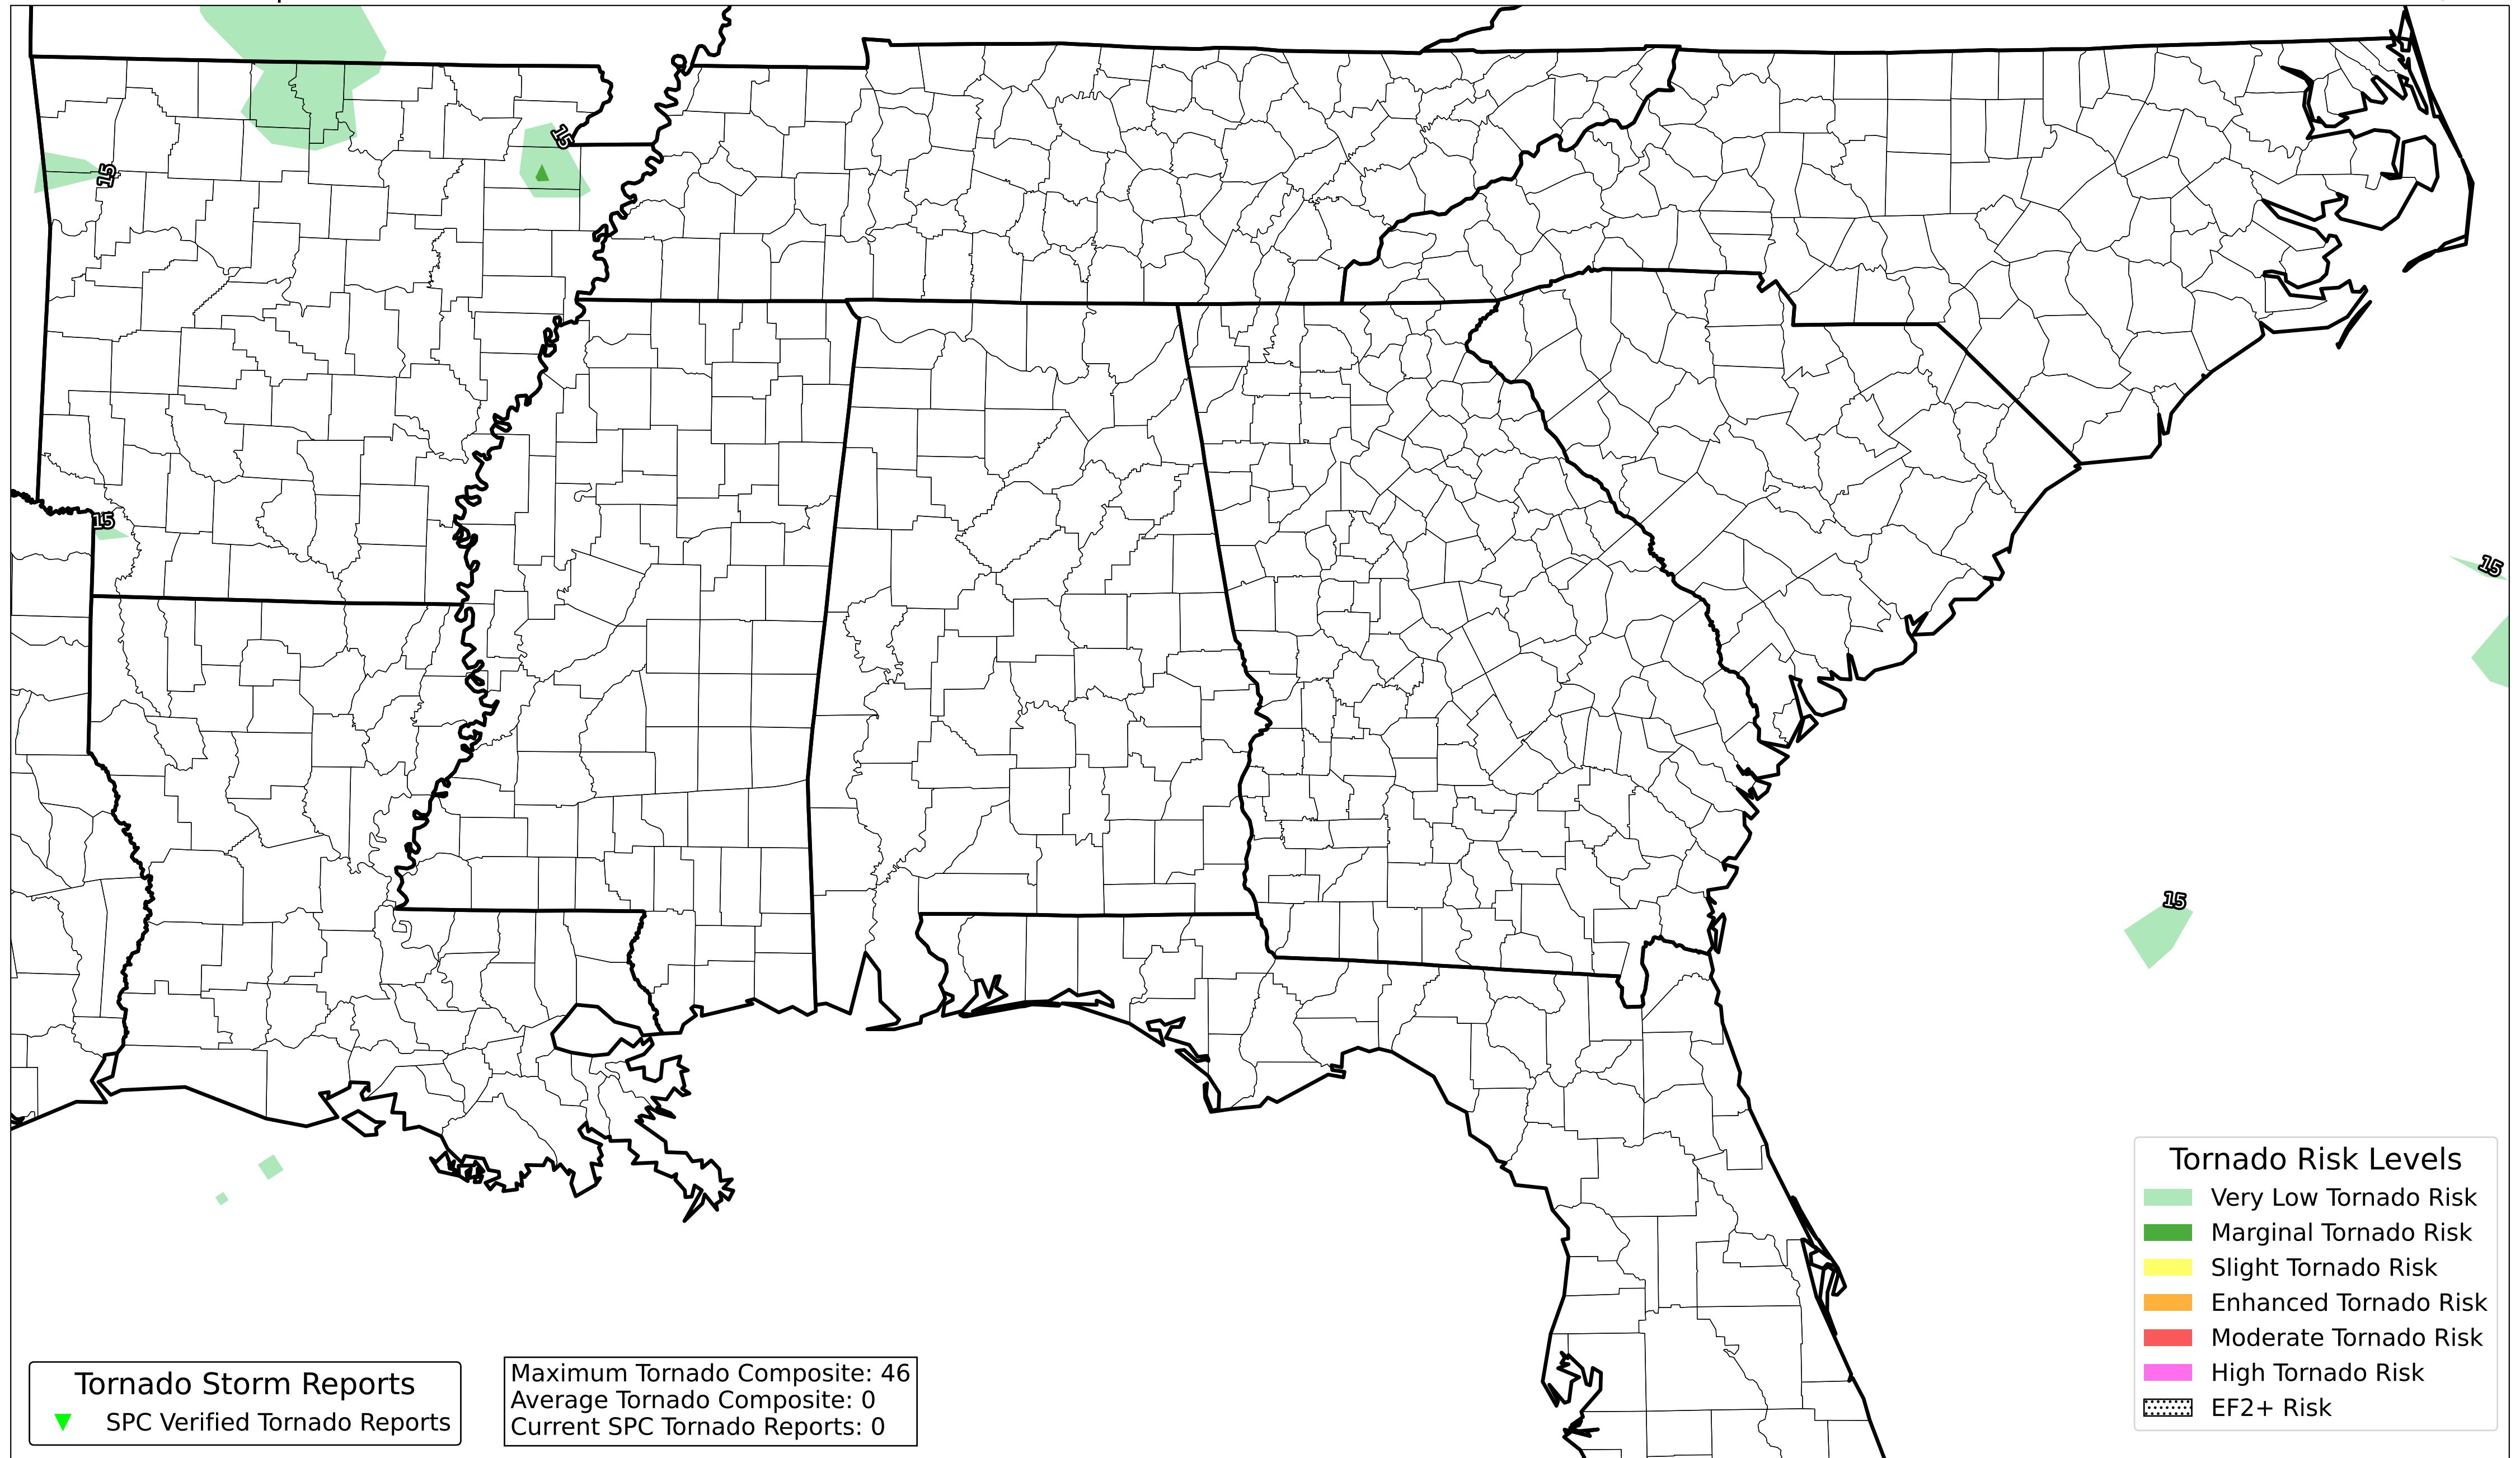 15
15
15
15
15
Tornado Risk Levels
Very Low Tornado Risk
Marginal Tornado Risk
Slight Tornado Risk
Enhanced Tornado Risk
Moderate Tornado Risk
High Tornado Risk
EF2+ Risk
Tornado Storm Reports
SPC Verified Tornado Reports
Maximum Tornado Composite: 46
Average Tornado Composite: 0
Current SPC Tornado Reports: 0